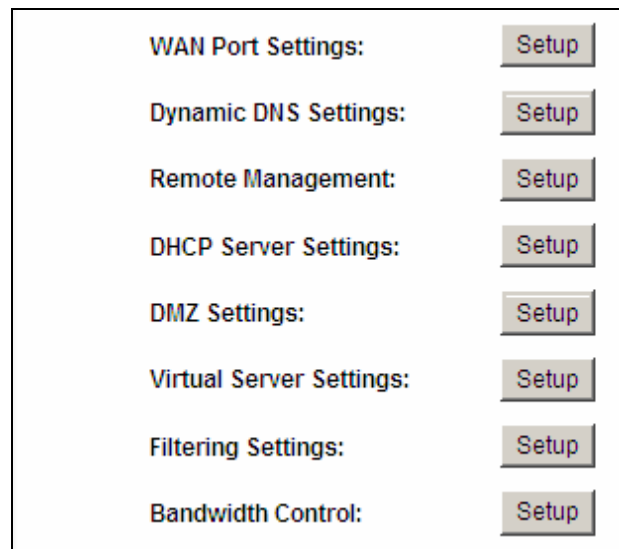 WAN Port Settings: Setup
Dynamic DNS Settings: Setup
Remote Management: Setup
DHCP Server Settings: Setup
DMZ Settings: Setup
Virtual Server Settings: Setup
Filtering Settings: Setup
Bandwidth Control: Setup